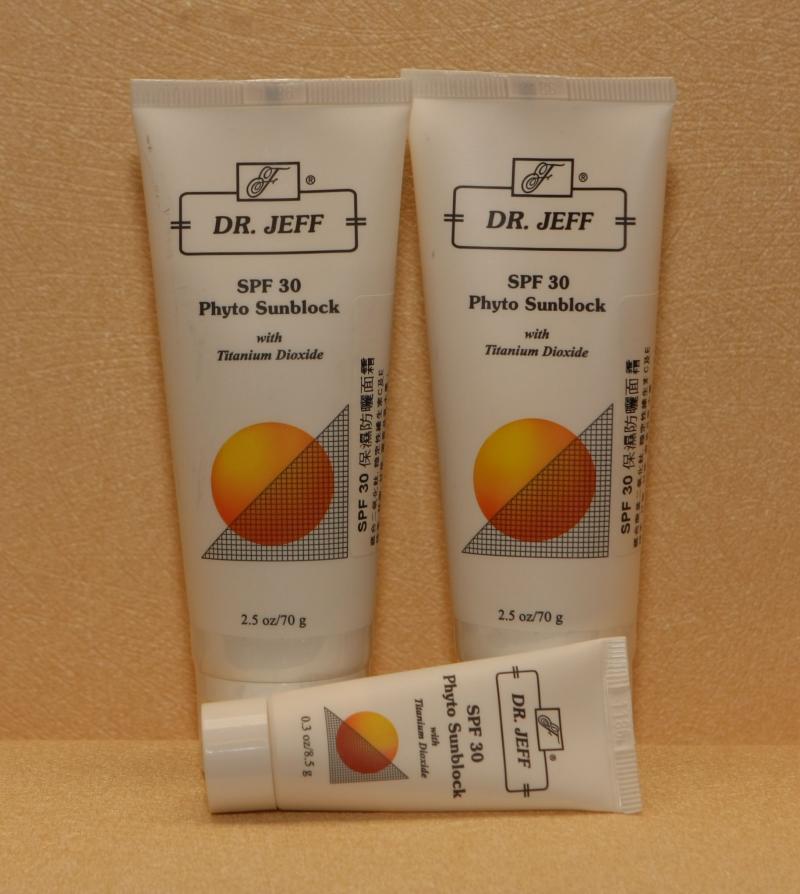 F ®
DR. JEFF
SPF 30
Phyto Sunblock
with
Titanium Dioxide
SPF 30 保濕防曬面霜
2.5 oz/70 g
F ®
DR. JEFF
SPF 30
Phyto Sunblock
with
Titanium Dioxide
SPF 30 保濕防曬面霜
2.5 oz/70 g
F ®
DR. JEFF
SPF 30
Phyto Sunblock
with
Titanium Dioxide
0.3 oz/8.5 g